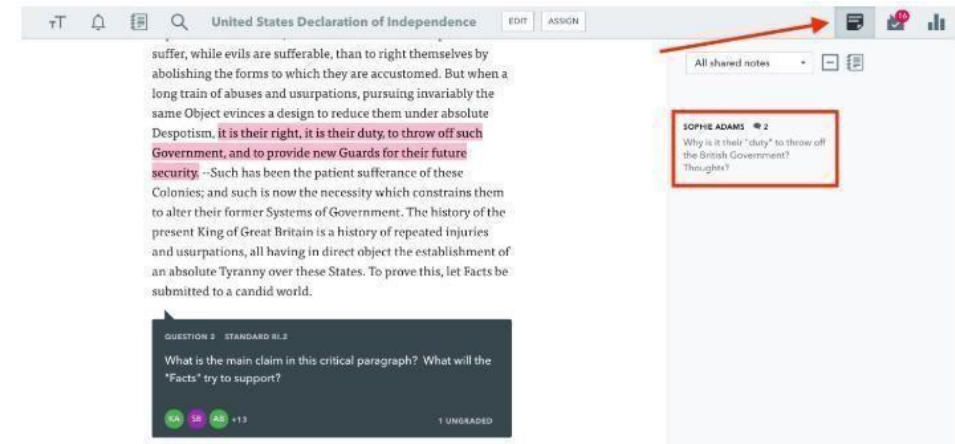 TT
United States Declaration of Independence
EDIT
ASSIGN
16
suffer, while evils are sufferable, than to right themselves by
abolishing the forms to which they are accustomed. But when a
long train of abuses and usurpations, pursuing invariably the
same Object evinces a design to reduce them under absolute
Despotism, it is their right, it is their duty, to throw off such
Government, and to provide new Guards for their future
security. --Such has been the patient sufferance of these
Colonies; and such is now the necessity which constrains them
to alter their former Systems of Government. The history of the
present King of Great Britain is a history of repeated injuries
and usurpations, all having in direct object the establishment of
an absolute Tyranny over these States. To prove this, let Facts be
submitted to a candid world.
QUESTION 3 STANDARD RI.2
What is the main claim in this critical paragraph? What will the
"Facts" try to support?
KA SB AB +13
1 UNGRADED
All shared notes
SOPHIE ADAMS 2
Why is it their "duty" to throw off
the British Government?
Thoughts?